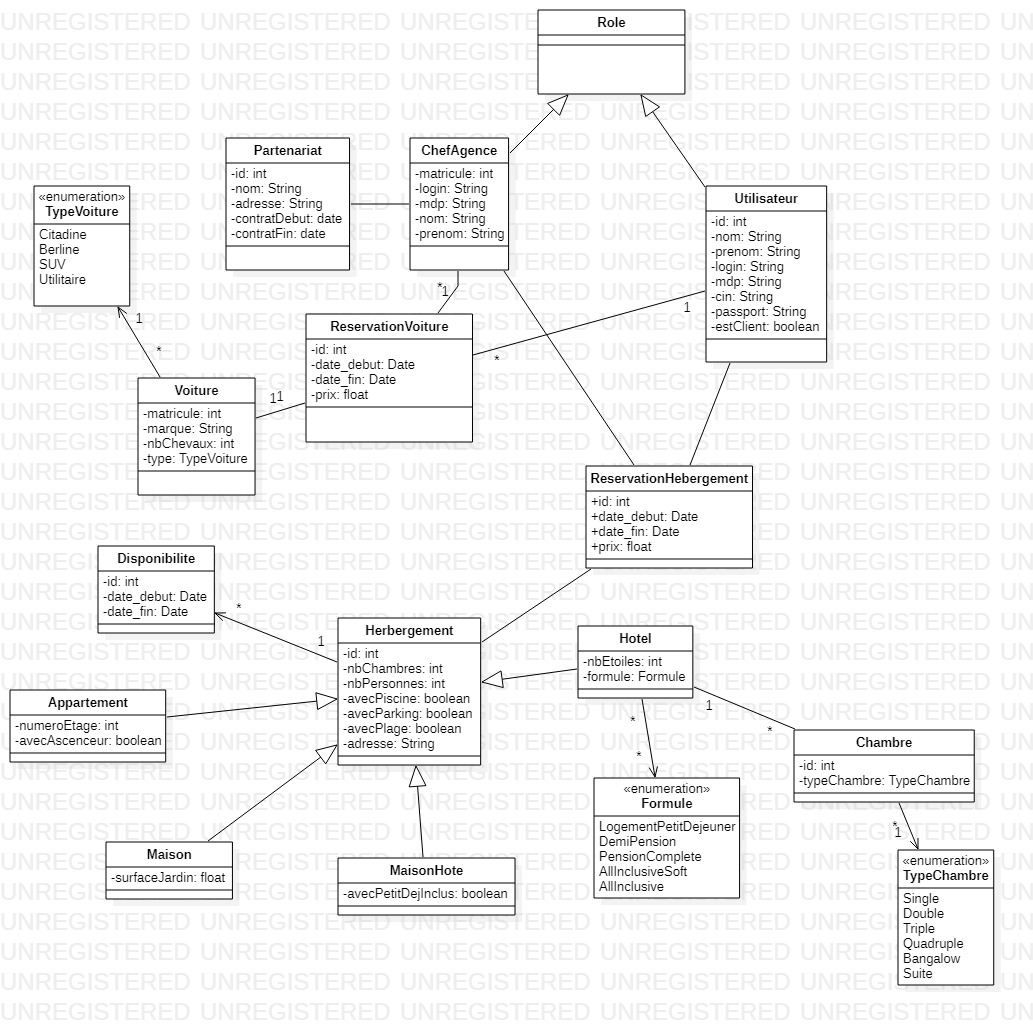 UNREGISTERED
Role
Partenariat
-id: int
-nom: String
-adresse: String
-contratDebut: date
-contratFin: date
ChefAgence
-matricule: int
-login: String
-mdp: String
-nom: String
-prenom: String
«enumeration»
TypeVoiture
Citadine
Berline
SUV
Utilitaire
Utilisateur
-id: int
-nom: String
-prenom: String
-login: String
-mdp: String
-cin: String
-passport: String
-estClient: boolean
*
1
1
*
1
*
ReservationVoiture
-id: int
-date_debut: Date
-date_fin: Date
-prix: float
Voiture
-matricule: int
-marque: String
-nbChevaux: int
-type: TypeVoiture
1
1
ReservationHebergement
+id: int
+date_debut: Date
+date_fin: Date
+prix: float
Disponibilite
-id: int
-date_debut: Date
-date_fin: Date
*
1
Herbergement
-id: int
-nbChambres: int
-nbPersonnes: int
-avecPiscine: boolean
-avecParking: boolean
-avecPlage: boolean
-adresse: String
Hotel
-nbEtoiles: int
-formule: Formule
Appartement
-numeroEtage: int
-avecAscenceur: boolean
*
*
1
*
Chambre
-id: int
-typeChambre: TypeChambre
«enumeration»
Formule
LogementPetitDejeuner
DemiPension
PensionComplete
AllInclusiveSoft
AllInclusive
Maison
-surfaceJardin: float
MaisonHote
-avecPetitDejInclus: boolean
*
1
«enumeration»
TypeChambre
Single
Double
Triple
Quadruple
Bangalow
Suite